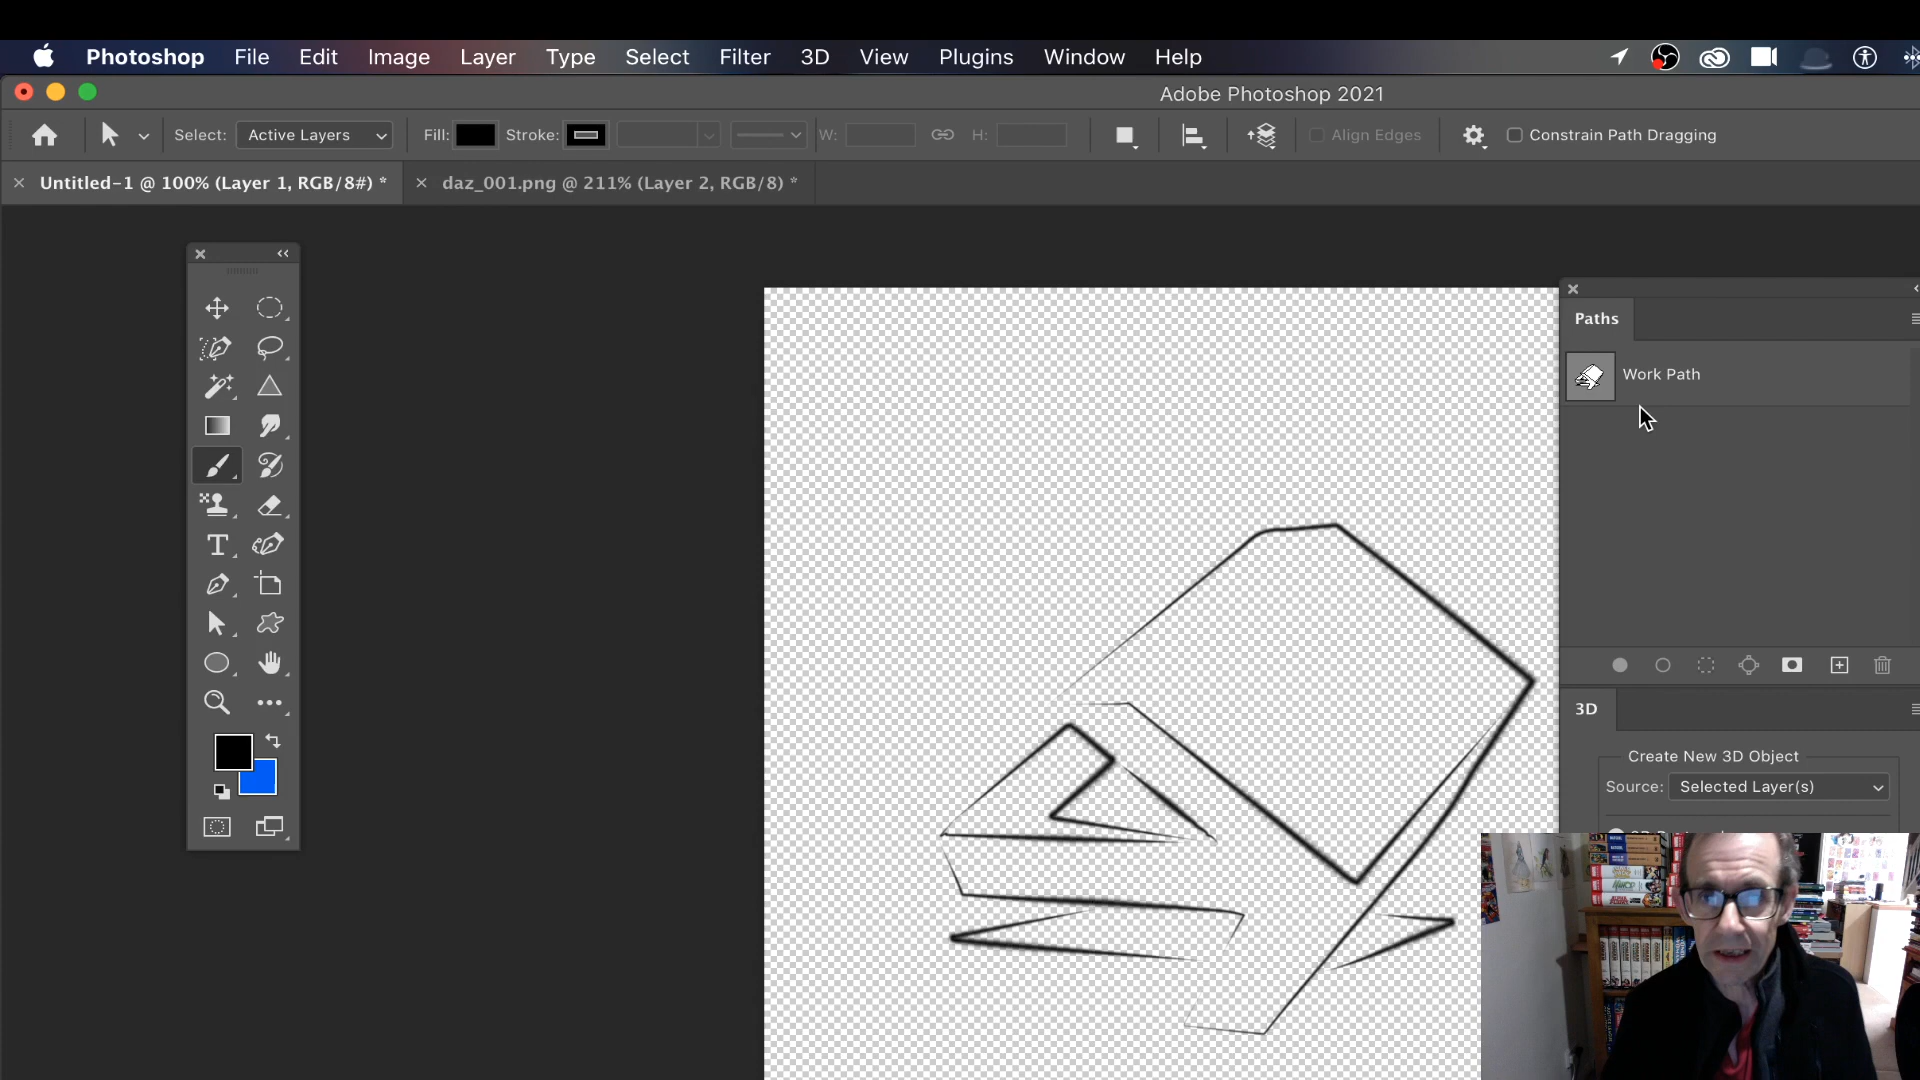 Photoshop File Edit Image Layer Type Select Filter 3D View Plugins Window Help
Adobe Photoshop 2021
Select: Active Layers Fill: Stroke: W: H: Align Edges Constrain Path Dragging
Untitled-1 @ 100% (Layer 1, RGB/8#) * daz_001.png @ 211% (Layer 2, RGB/8) *
Paths
Work Path
3D
Create New 3D Object
Source: Selected Layer(s)